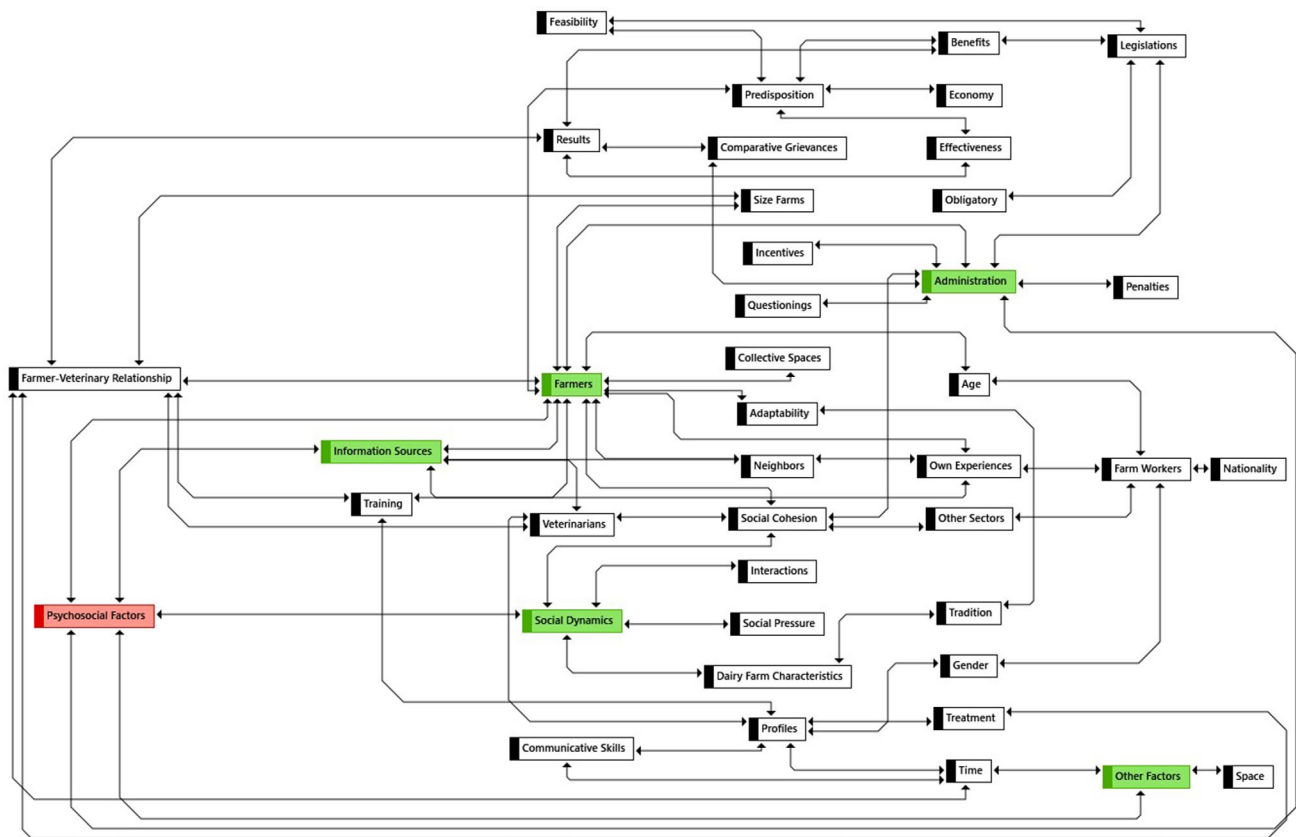 Feasibility
Benefits
Legislations
Predisposition
Economy
Results
Comparative Grievances
Effectiveness
Size Farms
Obligatory
Incentives
Administration
Penalties
Questionings
Collective Spaces
Farmer-Veterinary Relationship
Farmers
Age
Adaptability
Information Sources
Neighbors
Own Experiences
Farm Workers
Nationality
Training
Veterinarians
Social Cohesion
Other Sectors
Interactions
Psychosocial Factors
Social Dynamics
Social Pressure
Tradition
Dairy Farm Characteristics
Gender
Profiles
Treatment
Communicative Skills
Time
Other Factors
Space